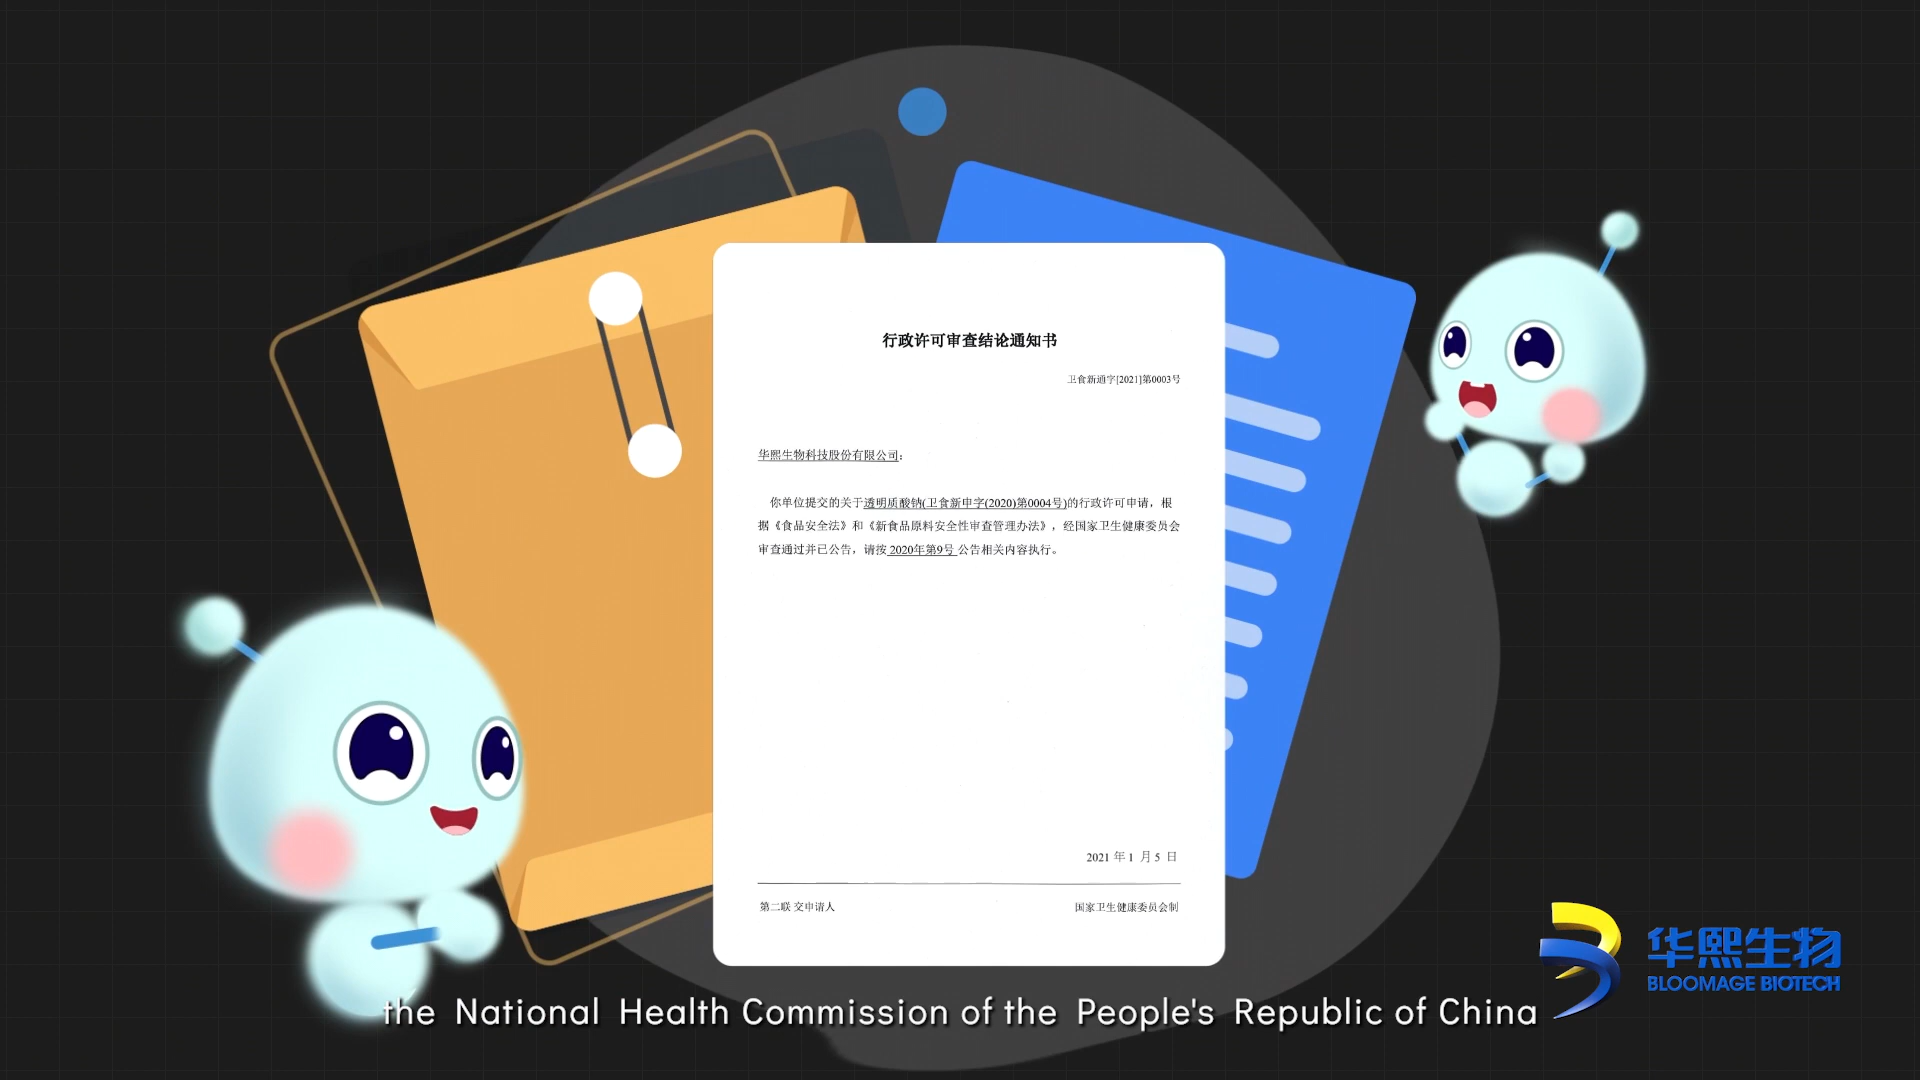 行政许可审查结论通知书
卫食新通字[2021]第0003号
华熙生物科技股份有限公司:
你单位提交的关于透明质酸钠(卫食新申字(2020)第0004号)的行政许可申请，根
据《食品安全法》和《新食品原料安全性审查管理办法》，经国家卫生健康委员会
审查通过并已公告，请按 2020年第9号 公告相关内容执行。
2021 年 1 月 5 日
第二联 交申请人
国家卫生健康委员会制
华熙生物
BLOOMAGE BIOTECH
the National Health Commission of the People's Republic of China